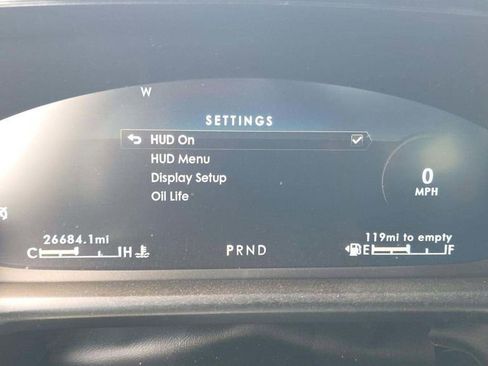 W
SETTINGS
HUD On
HUD Menu
Display Setup
Oil Life
0
MPH
26684.1mi
119mi to empty
C H
PRND
E F